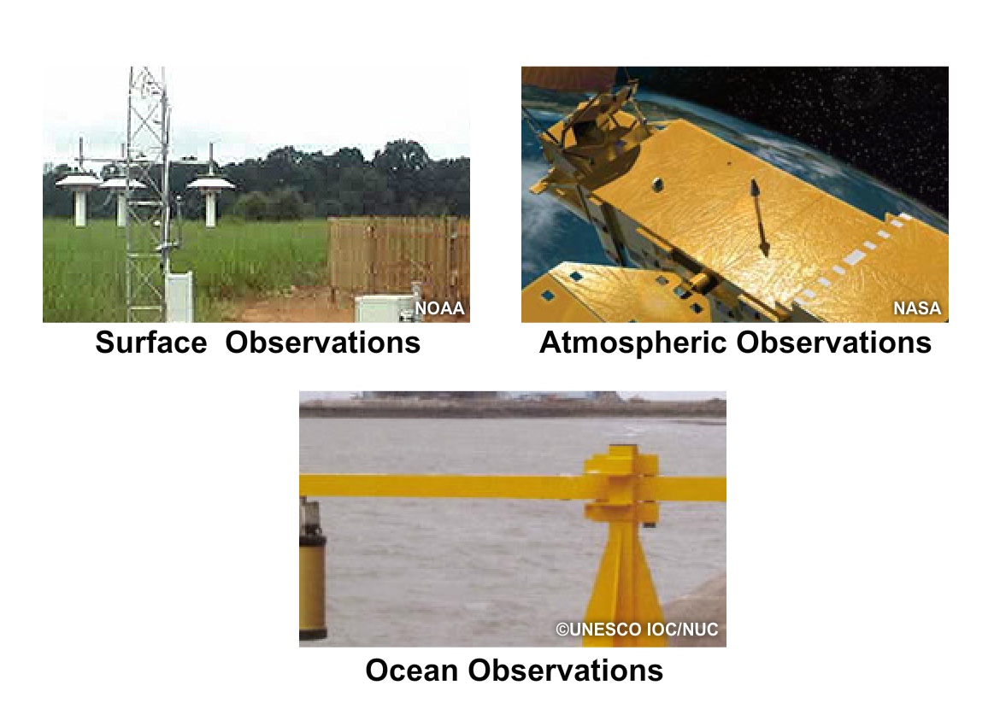 NOAA
NASA
Surface  Observations
Atmospheric Observations
©UNESCO IOC/NUC
Ocean Observations